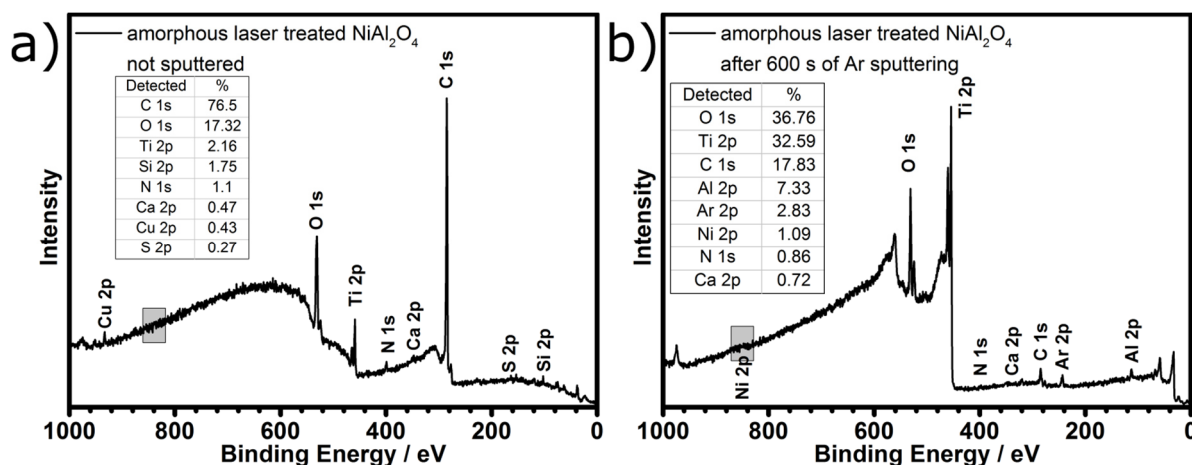 a)
amorphous laser treated NiAl₂O₄
not sputtered
Detected %
C 1s 76.5
O 1s 17.32
Ti 2p 2.16
Si 2p 1.75
N 1s 1.1
Ca 2p 0.47
Cu 2p 0.43
S 2p 0.27
C 1s
O 1s
Ti 2p
Cu 2p
N 1s
Ca 2p
S 2p
Si 2p
Intensity
1000 800 600 400 200 0
Binding Energy / eV
b)
amorphous laser treated NiAl₂O₄
after 600 s of Ar sputtering
Detected %
O 1s 36.76
Ti 2p 32.59
C 1s 17.83
Al 2p 7.33
Ar 2p 2.83
Ni 2p 1.09
N 1s 0.86
Ca 2p 0.72
Ti 2p
O 1s
Ni 2p
N 1s
Ca 2p
C 1s
Ar 2p
Al 2p
Intensity
1000 800 600 400 200 0
Binding Energy / eV